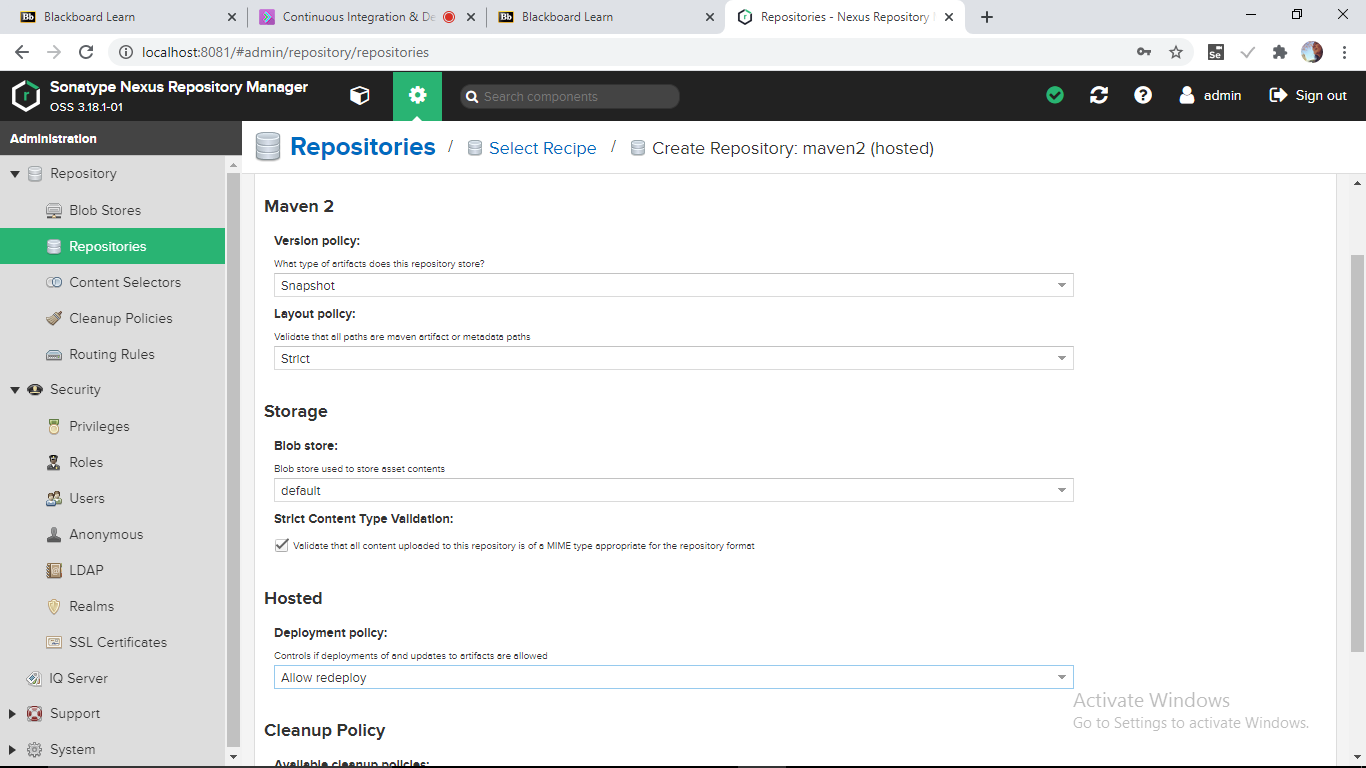 Blackboard Learn
Continuous Integration & De
Blackboard Learn
Repositories - Nexus Repository
localhost:8081/#admin/repository/repositories
Sonatype Nexus Repository Manager
OSS 3.18.1-01
Search components
admin
Sign out
Administration
Repositories / Select Recipe / Create Repository: maven2 (hosted)
Repository
Blob Stores
Repositories
Content Selectors
Cleanup Policies
Routing Rules
Security
Privileges
Roles
Users
Anonymous
LDAP
Realms
SSL Certificates
IQ Server
Support
System
Maven 2
Version policy:
What type of artifacts does this repository store?
Snapshot
Layout policy:
Validate that all paths are maven artifact or metadata paths
Strict
Storage
Blob store:
Blob store used to store asset contents
default
Strict Content Type Validation:
Validate that all content uploaded to this repository is of a MIME type appropriate for the repository format
Hosted
Deployment policy:
Controls if deployments of and updates to artifacts are allowed
Allow redeploy
Cleanup Policy
Available cleanup policies:
Activate Windows
Go to Settings to activate Windows.